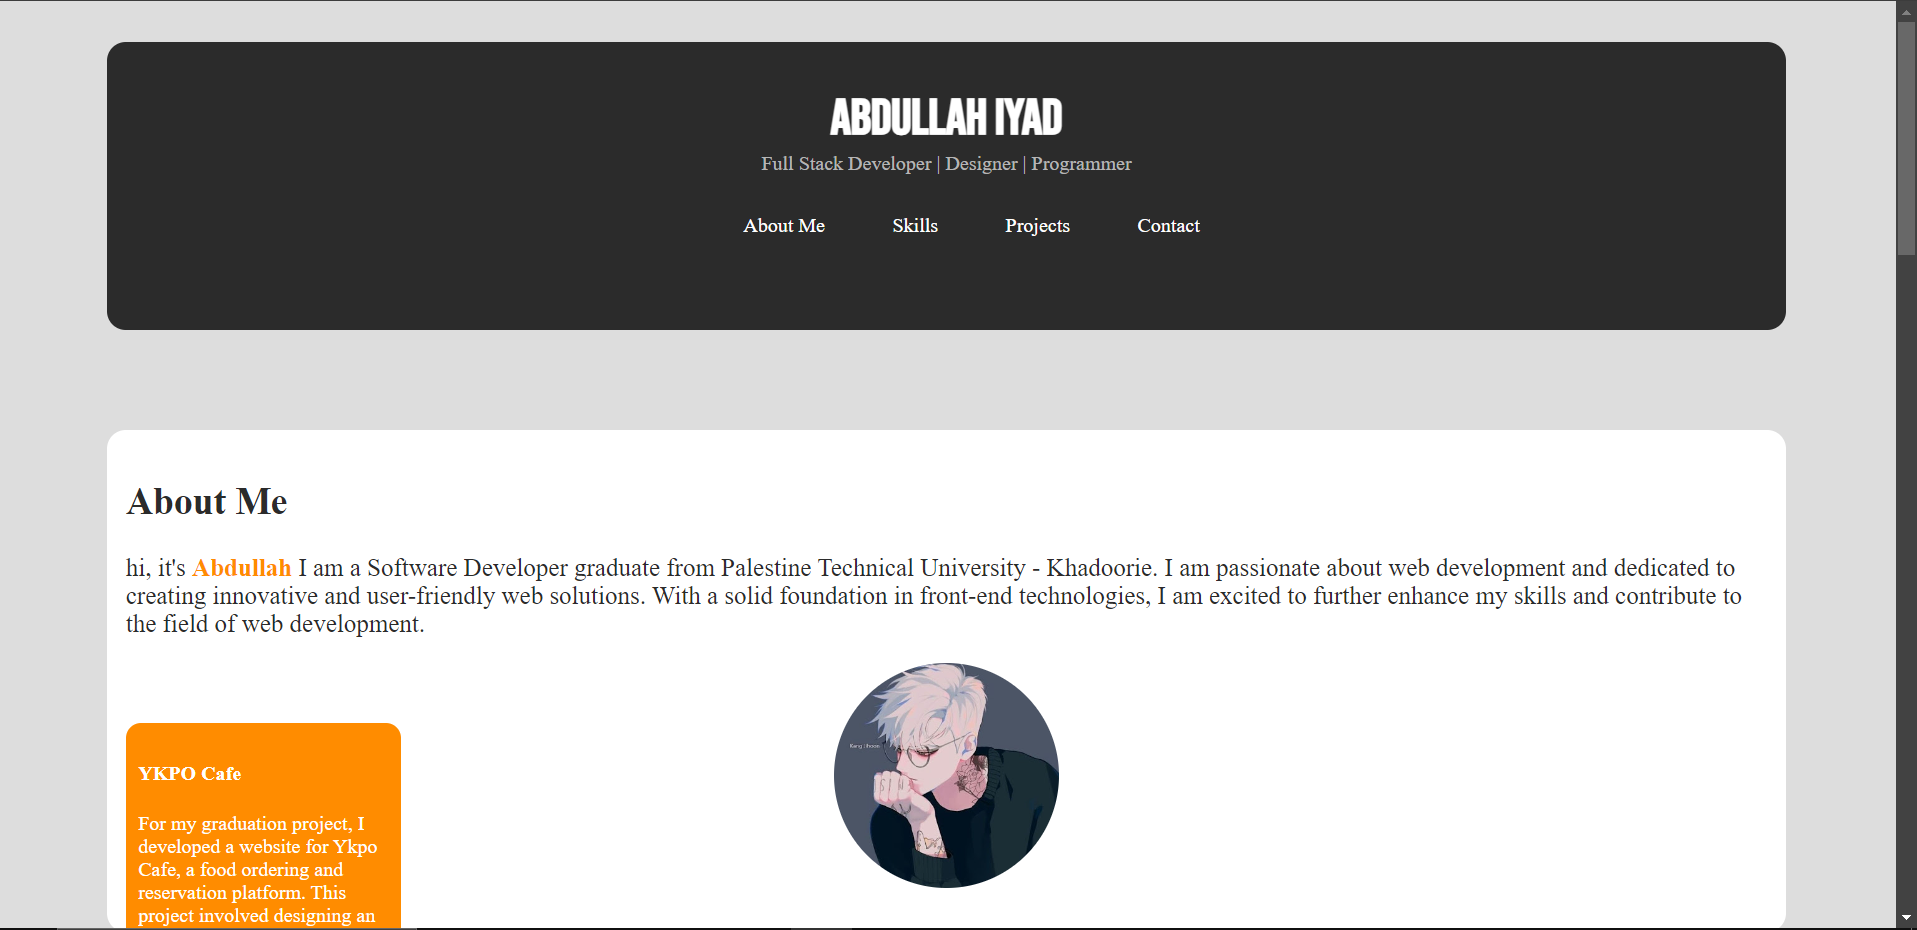 ABDULLAH IYAD
Full Stack Developer | Designer | Programmer
About Me Skills Projects Contact
About Me
hi, it's Abdullah I am a Software Developer graduate from Palestine Technical University - Khadoorie. I am passionate about web development and dedicated to
creating innovative and user-friendly web solutions. With a solid foundation in front-end technologies, I am excited to further enhance my skills and contribute to
the field of web development.
Kang Jihoon
YKPO Cafe
For my graduation project, I
developed a website for Ykpo
Cafe, a food ordering and
reservation platform. This
project involved designing an